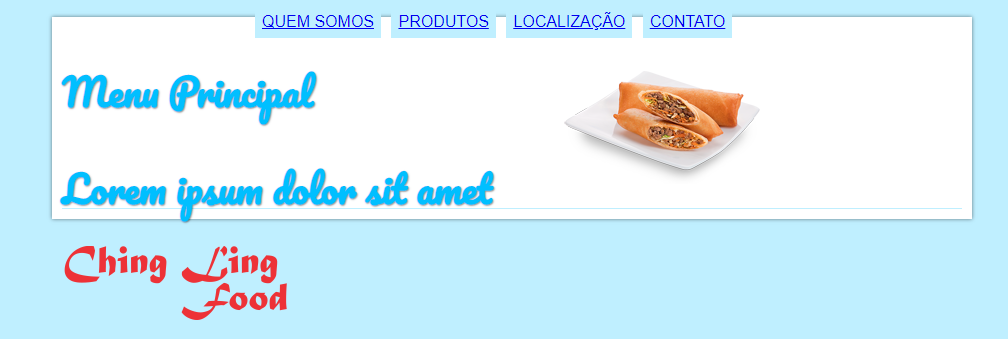 QUEM SOMOS PRODUTOS LOCALIZAÇÃO CONTATO
Menu Principal
Lorem ipsum dolor sit amet
Ching Ling
Food